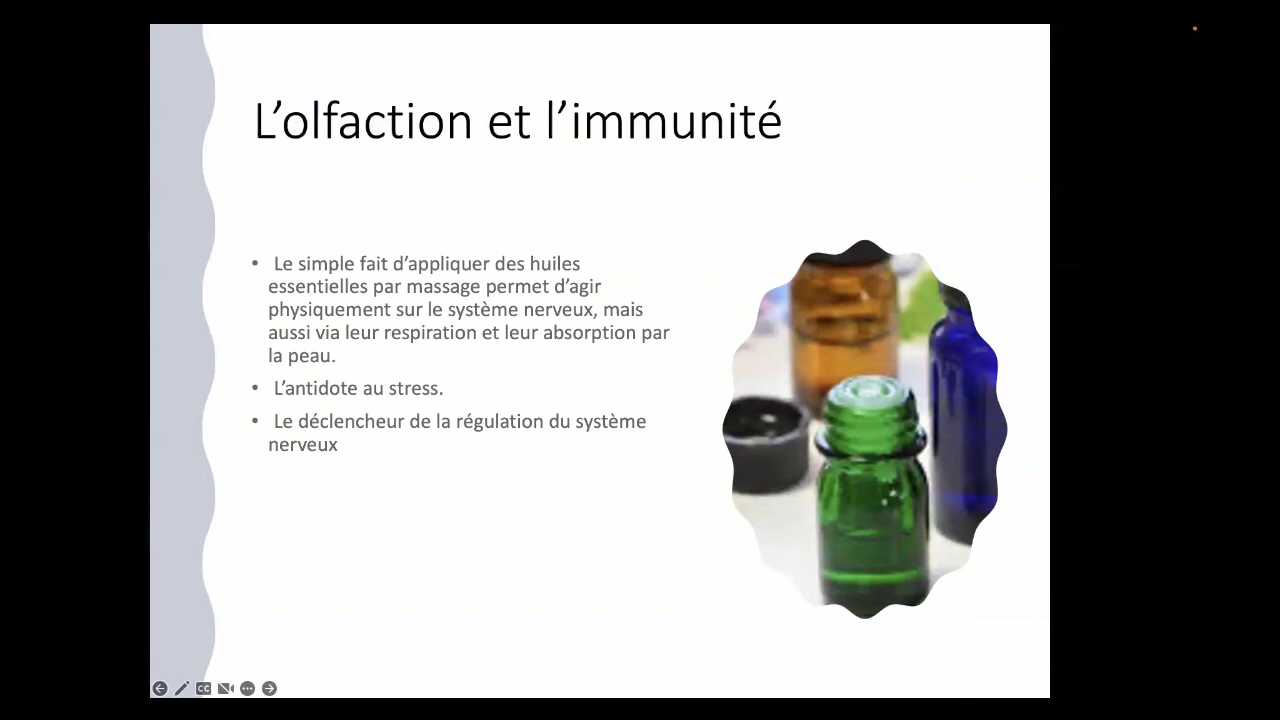 L’olfaction et l’immunité
• Le simple fait d’appliquer des huiles
essentielles par massage permet d’agir
physiquement sur le système nerveux, mais
aussi via leur respiration et leur absorption par
la peau.
• L’antidote au stress.
• Le déclencheur de la régulation du système
nerveux
CC